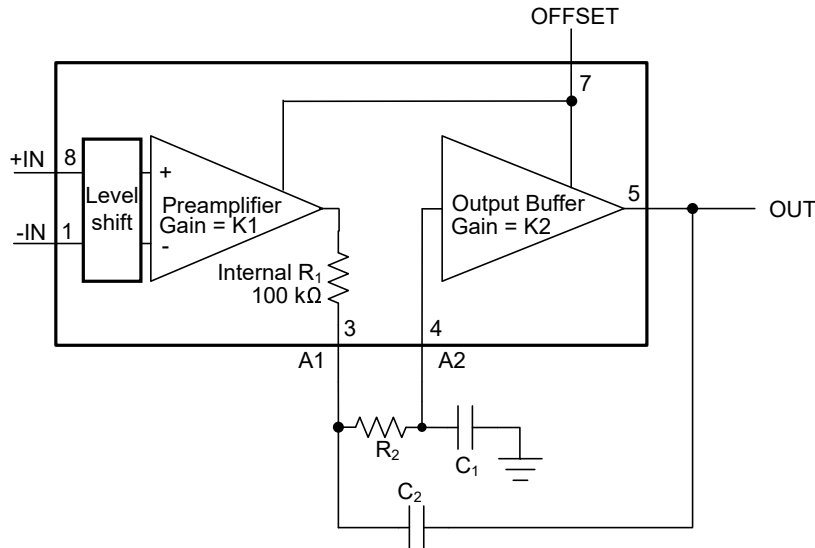 OFFSET
7
+IN
8
-IN
1
Level
shift
+
-
Preamplifier
Gain = K1
Internal R₁
100 kΩ
Output Buffer
Gain = K2
5
OUT
3
4
A1
A2
R₂
C₁
C₂